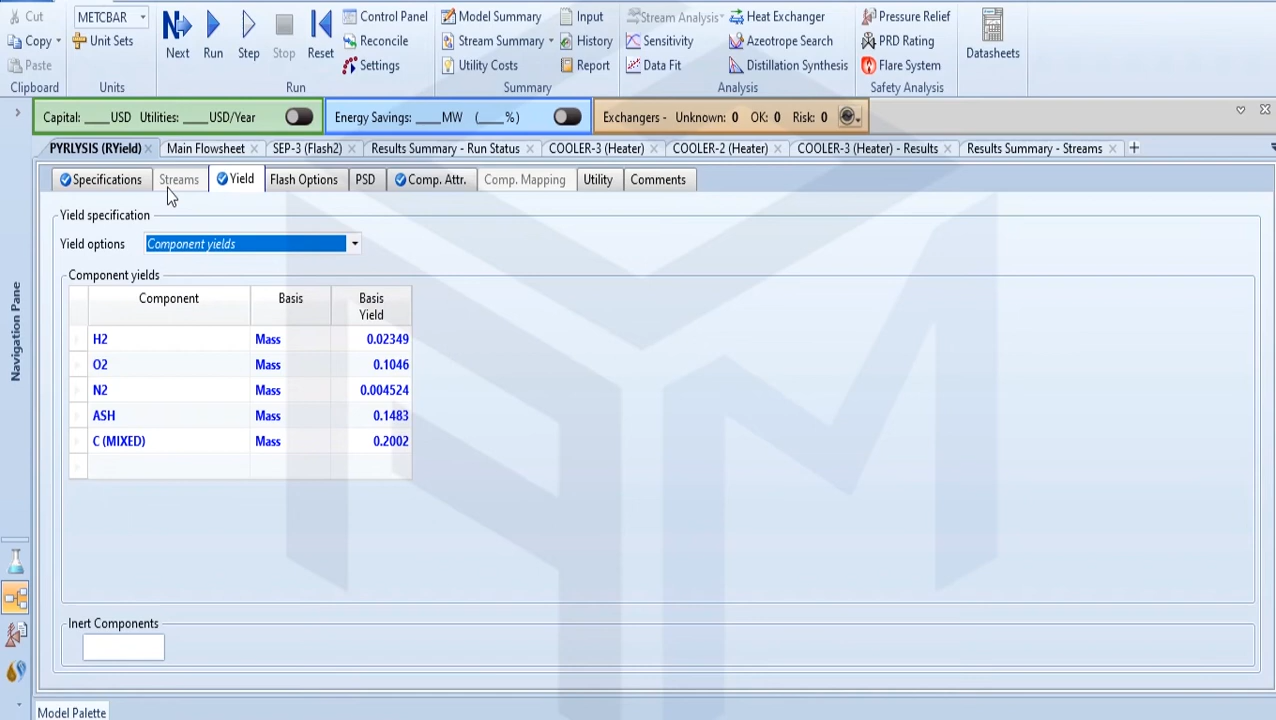 Cut METCBAR Control Panel Model Summary Input Stream Analysis Heat Exchanger Pressure Relief
Copy Unit Sets Next Run Step Stop Reset Reconcile Stream Summary History Sensitivity Azeotrope Search PRD Rating Datasheets
Paste Settings Utility Costs Report Data Fit Distillation Synthesis Flare System
Clipboard Units Run Summary Analysis Safety Analysis
Capital: ____USD Utilities: ____USD/Year Energy Savings: ____MW (____%) Exchangers - Unknown: 0 OK: 0 Risk: 0
PYRLYSIS (RYield) Main Flowsheet SEP-3 (Flash2) Results Summary - Run Status COOLER-3 (Heater) COOLER-2 (Heater) COOLER-3 (Heater) - Results Results Summary - Streams +
Specifications Streams Yield Flash Options PSD Comp. Attr. Comp. Mapping Utility Comments
Yield specification
Yield options Component yields
Component yields
Component Basis Basis
Yield
H2 Mass 0.02349
O2 Mass 0.1046
N2 Mass 0.004524
ASH Mass 0.1483
C (MIXED) Mass 0.2002
Inert Components
Navigation Pane
Model Palette